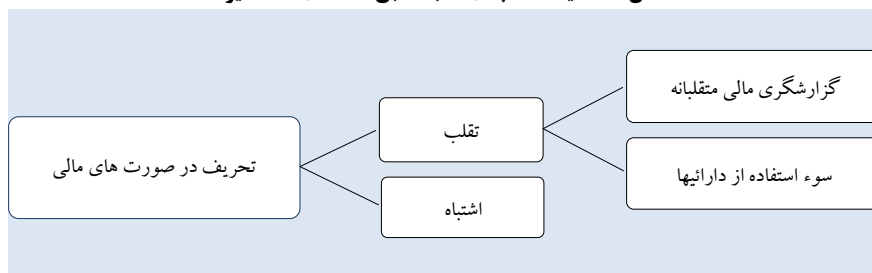 گزارشگری مالی متقلبانه
تقلب
تحریف در صورت های مالی
سوء استفاده از دارائیها
اشتباه